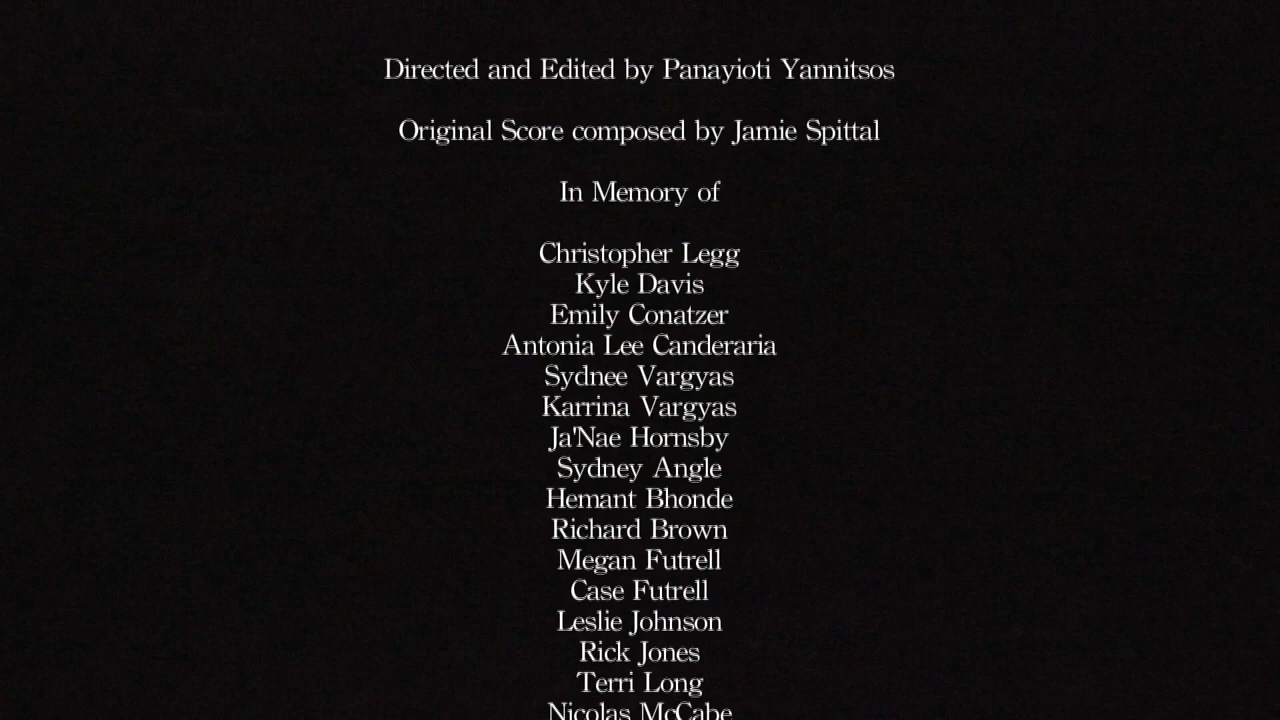 Directed and Edited by Panayioti Yannitsos
Original Score composed by Jamie Spittal
In Memory of
Christopher Legg
Kyle Davis
Emily Conatzer
Antonia Lee Canderaria
Sydnee Vargyas
Karrina Vargyas
Ja'Nae Hornsby
Sydney Angle
Hemant Bhonde
Richard Brown
Megan Futrell
Case Futrell
Leslie Johnson
Rick Jones
Terri Long
Nicolas McCabe